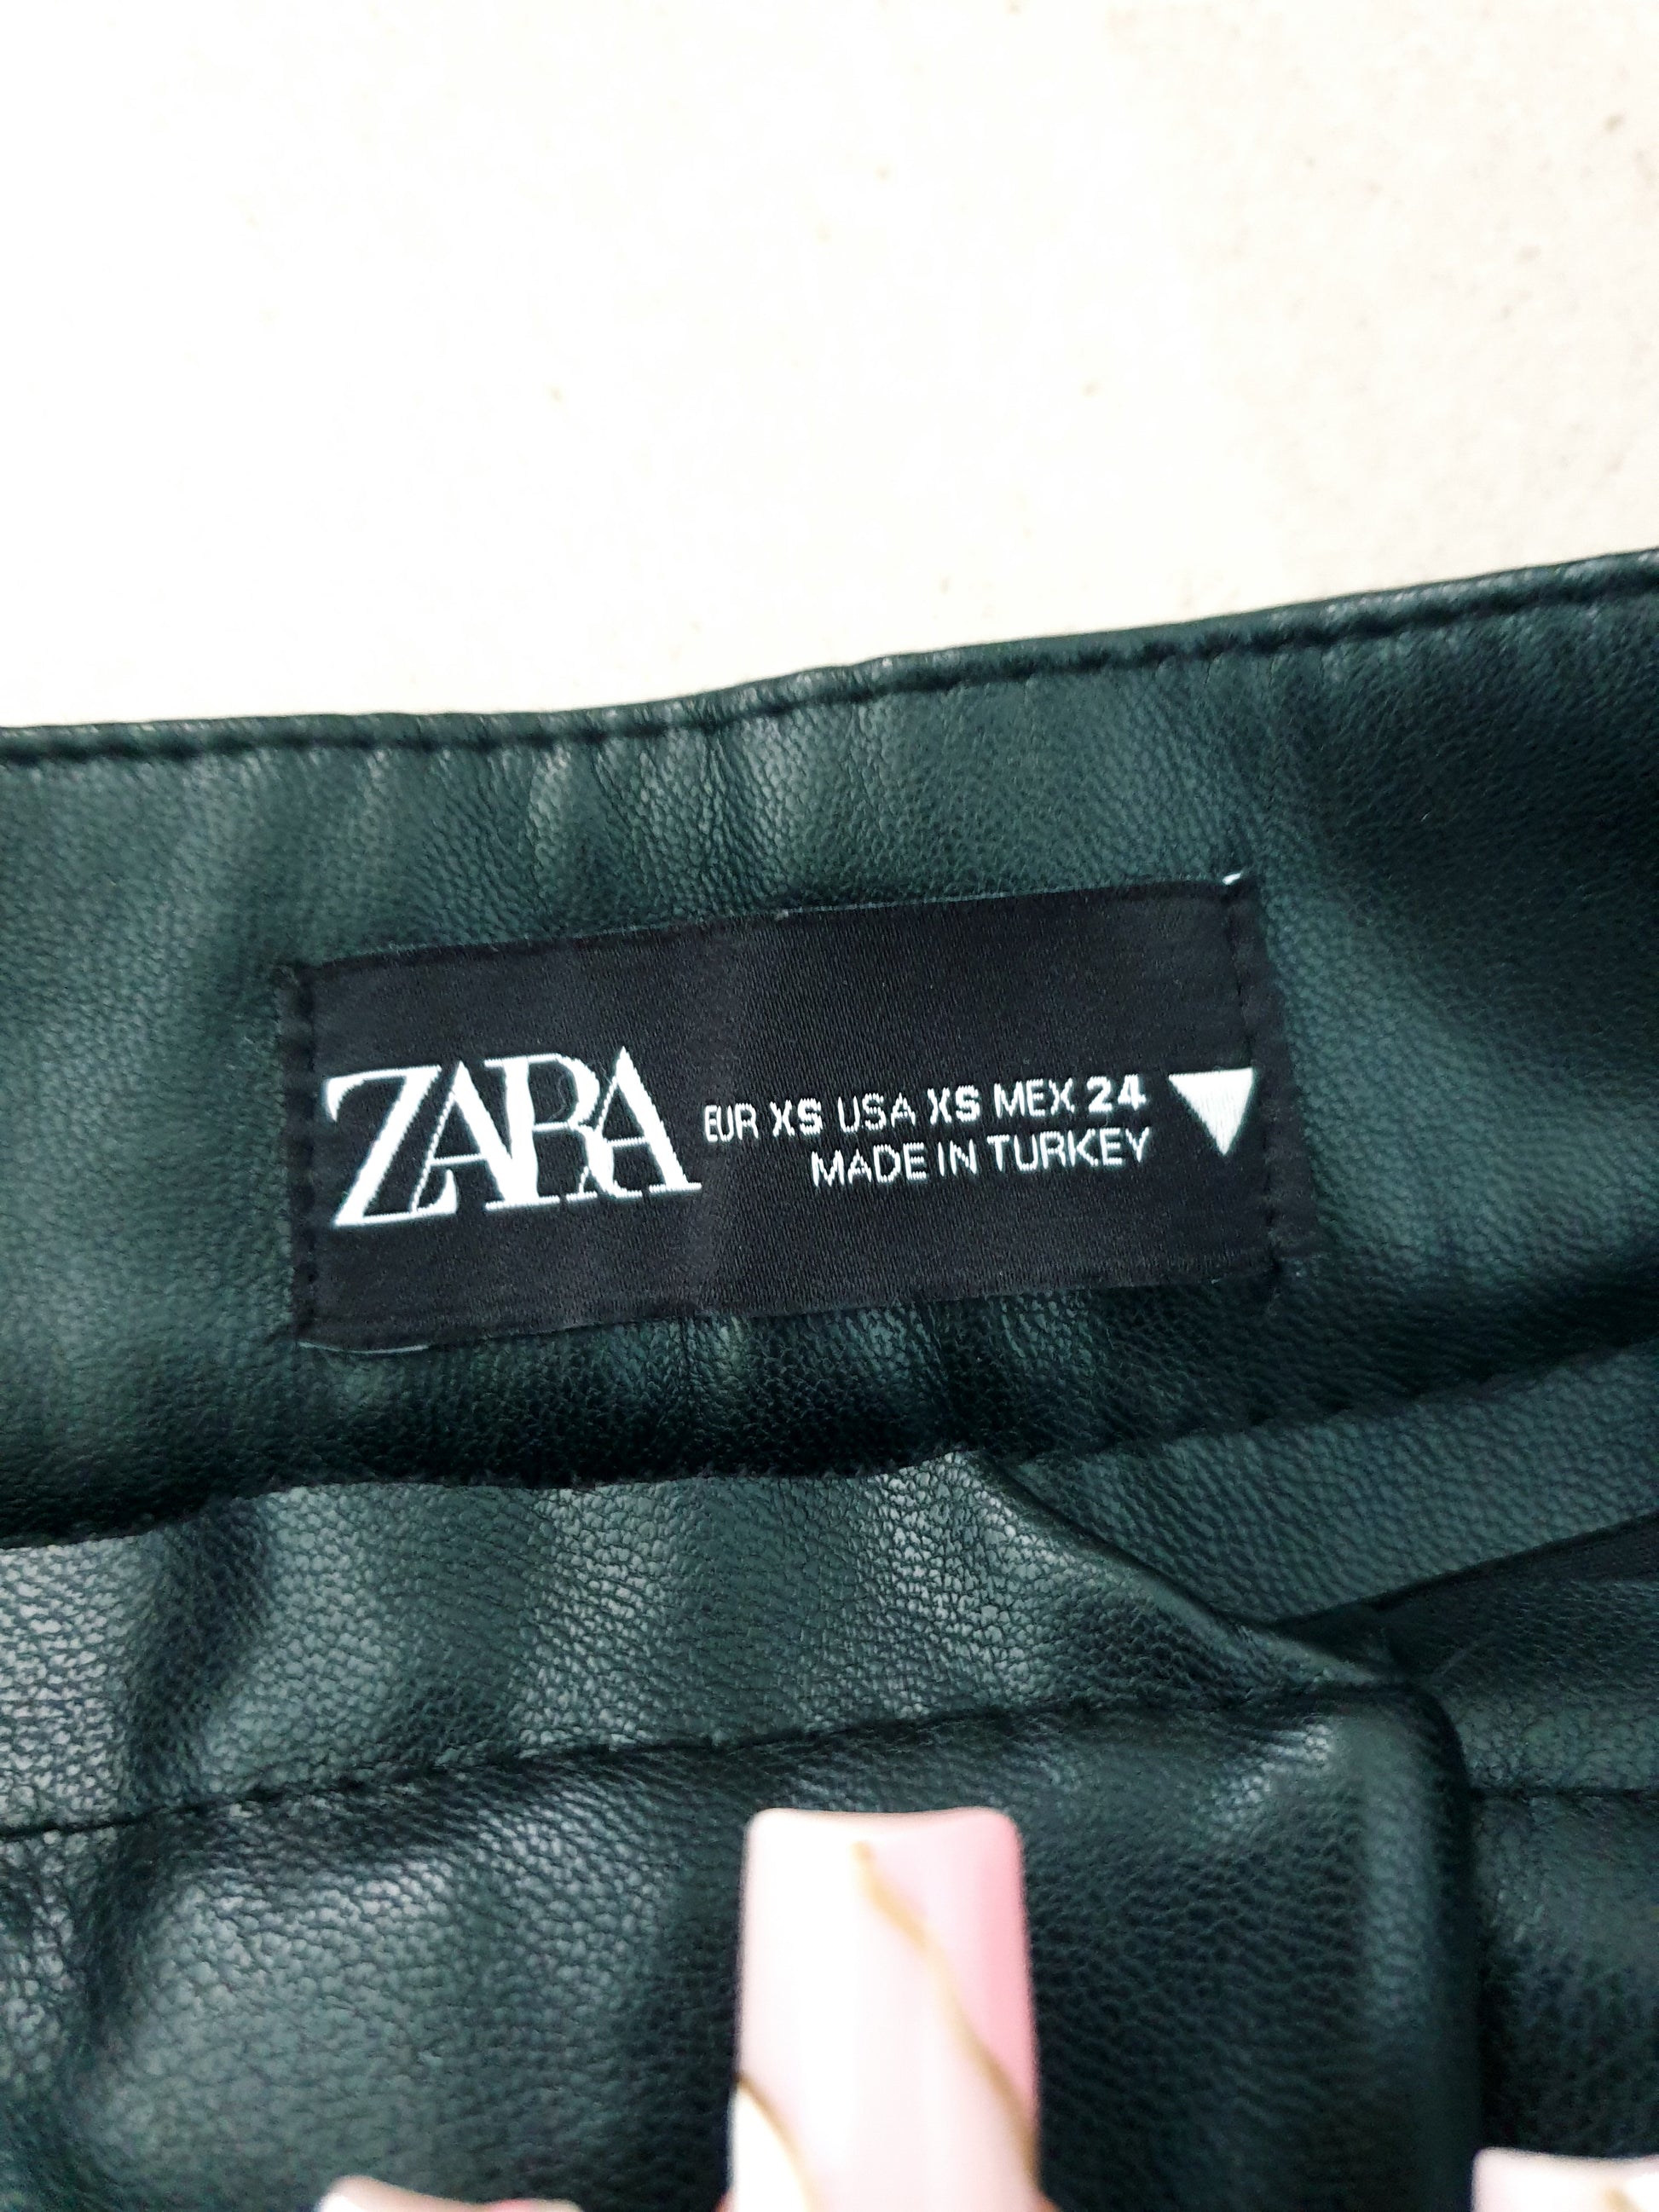 ZARA
EUR XS USA XS MEX 24
MADE IN TURKEY